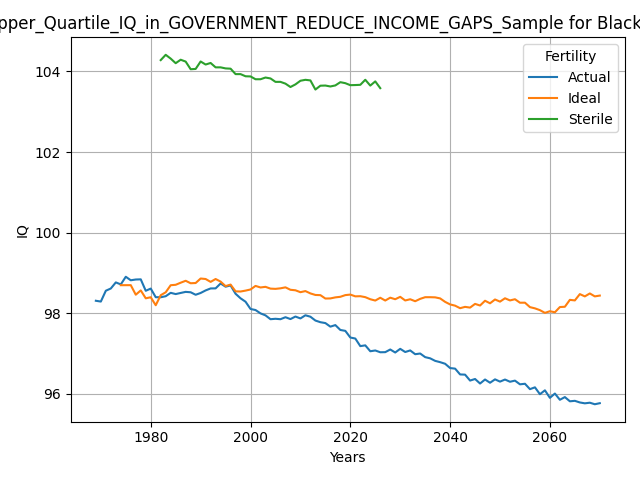 pper_Quartile_IQ_in_GOVERNMENT_REDUCE_INCOME_GAPS_Sample for Black
Fertility
Actual
Ideal
Sterile
IQ
104
102
100
98
96
1980
2000
2020
2040
2060
Years